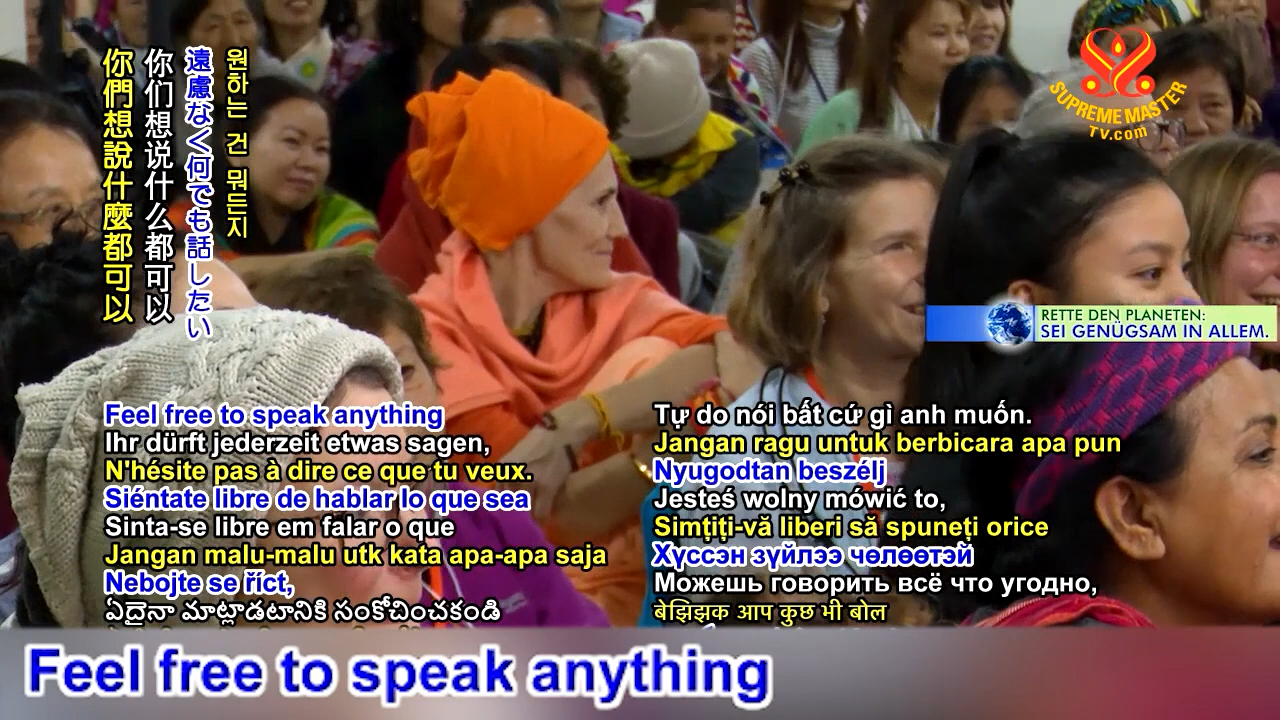 你們想說什麼都可以
你们想说什么都可以
遠慮なく何でも話したい
원하는 건 뭐든지
SUPREME MASTER
TV.com
RETTE DEN PLANETEN:
SEI GENÜGSAM IN ALLEM.
Feel free to speak anything
Ihr dürft jederzeit etwas sagen,
N'hésite pas à dire ce que tu veux.
Siéntate libre de hablar lo que sea
Sinta-se libre em falar o que
Jangan malu-malu utk kata apa-apa saja
Nebojte se říct,
ఏదైనా మాట్లాడటానికి సంకోచించకండి
Tự do nói bất cứ gì anh muốn.
Jangan ragu untuk berbicara apa pun
Nyugodtan beszélj
Jesteś wolny mówić to,
Simțiți-vă liberi să spuneți orice
Хүссэн зүйлээ чөлөөтэй
Можешь говорить всё что угодно,
बेझिझक आप कुछ भी बोल
Feel free to speak anything